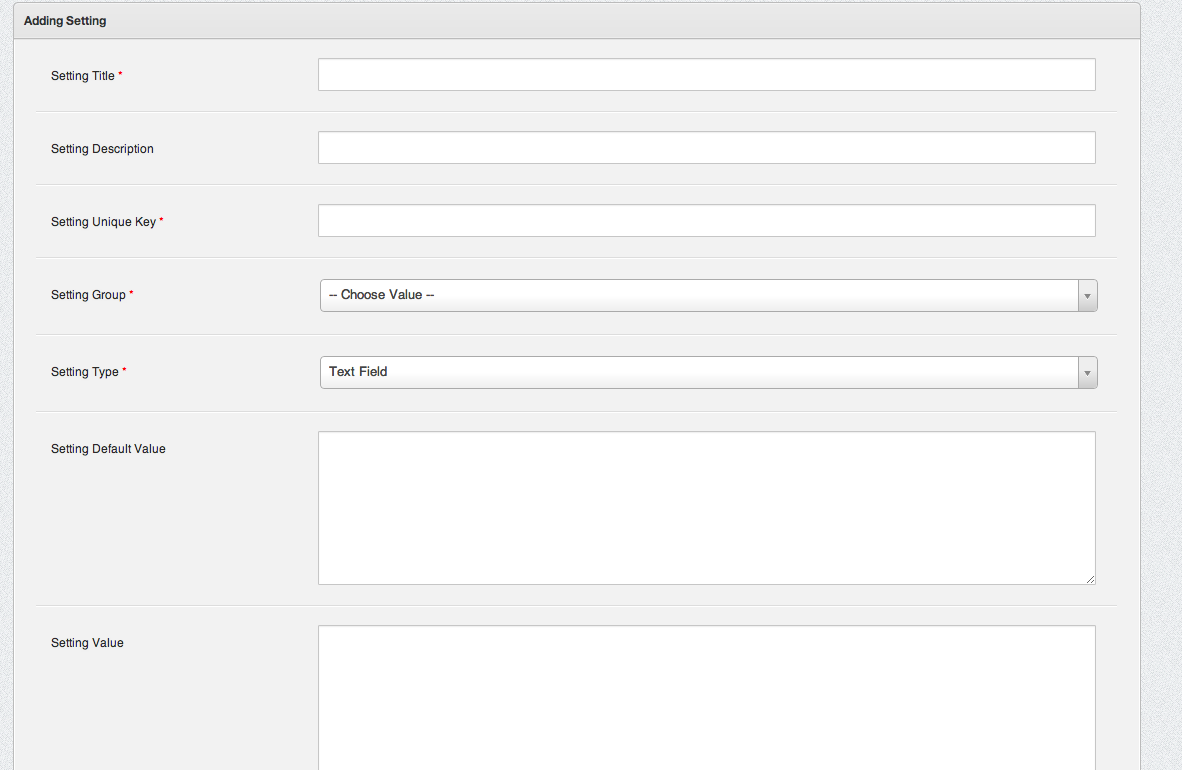 Adding Setting
Setting Title *
Setting Description
Setting Unique Key *
Setting Group *
-- Choose Value --
Setting Type *
Text Field
Setting Default Value
Setting Value